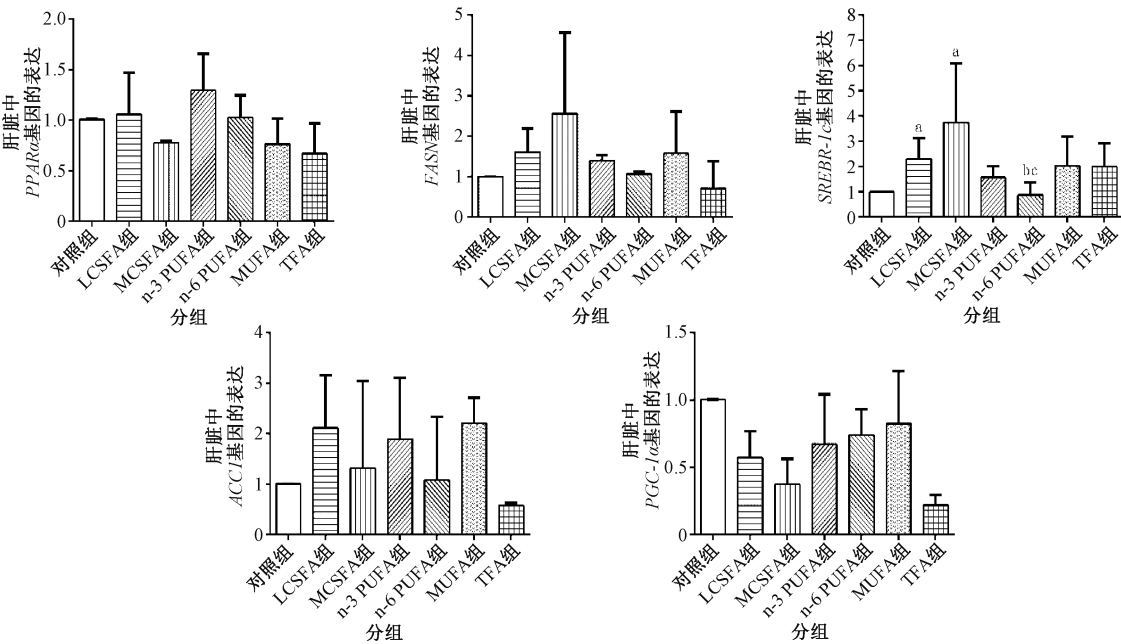 肝脏中
PPARα基因的表达
2.0
1.5
1.0
0.5
0
对照组
LCSFA组
MCSFA组
n-3 PUFA组
n-6 PUFA组
MUFA组
TFA组
分组
肝脏中
FASN基因的表达
5
4
3
2
1
0
对照组
LCSFA组
MCSFA组
n-3 PUFA组
n-6 PUFA组
MUFA组
TFA组
分组
肝脏中
SREBR-1c基因的表达
8
7
6
5
4
3
2
1
0
a
a
bc
对照组
LCSFA组
MCSFA组
n-3 PUFA组
n-6 PUFA组
MUFA组
TFA组
分组
肝脏中
ACC1基因的表达
4
3
2
1
0
对照组
LCSFA组
MCSFA组
n-3 PUFA组
n-6 PUFA组
MUFA组
TFA组
分组
肝脏中
PGC-1α基因的表达
1.5
1.0
0.5
0
对照组
LCSFA组
MCSFA组
n-3 PUFA组
n-6 PUFA组
MUFA组
TFA组
分组